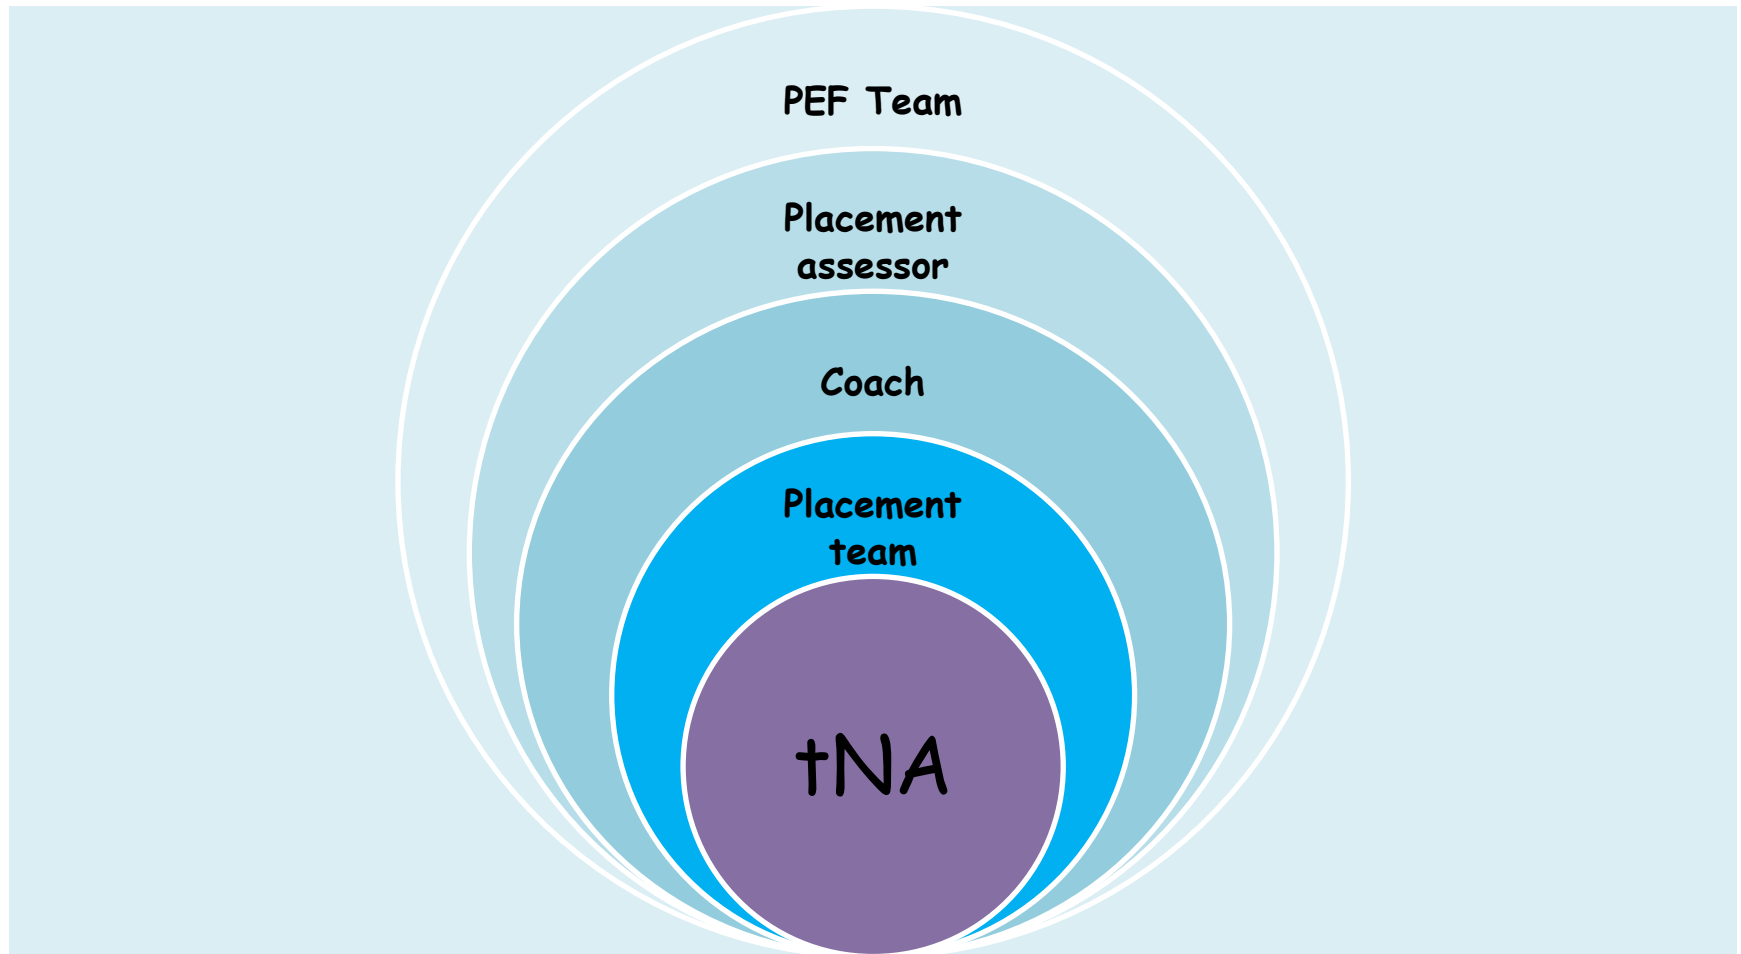 PEF Team
Placement
assessor
Coach
Placement
team
tNA